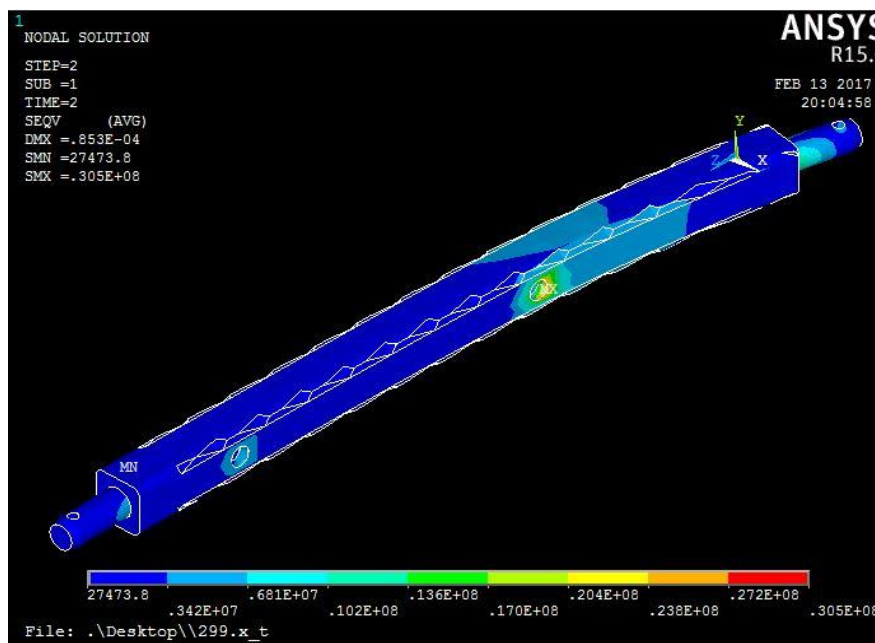 1
NODAL SOLUTION
STEP=2
SUB =1
TIME=2
SEQV (AVG)
DMX =.853E-04
SMN =27473.8
SMX =.305E+08
ANSYS
R15.
FEB 13 2017
20:04:58
Y
Z X
MX
MN
27473.8 .681E+07 .136E+08 .204E+08 .272E+08
.342E+07 .102E+08 .170E+08 .238E+08 .305E+08
File: .\Desktop\\299.x_t